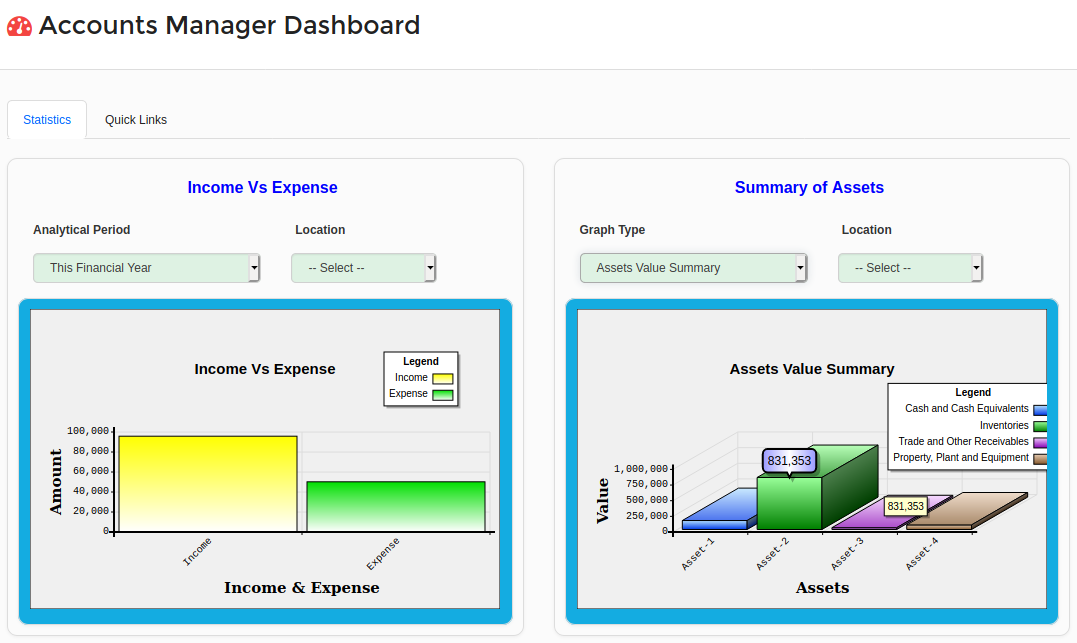 Accounts Manager Dashboard
Statistics
Quick Links
Income Vs Expense
Analytical Period
Location
This Financial Year
-- Select --
Income Vs Expense
Legend
Income
Expense
100,000
80,000
60,000
40,000
20,000
0
Amount
Income
Expense
Income & Expense
Summary of Assets
Graph Type
Location
Assets Value Summary
-- Select --
Assets Value Summary
Legend
Cash and Cash Equivalents
Inventories
Trade and Other Receivables
Property, Plant and Equipment
831,353
831,353
1,000,000
750,000
500,000
250,000
0
Value
Asset-1
Asset-2
Asset-3
Asset-4
Assets